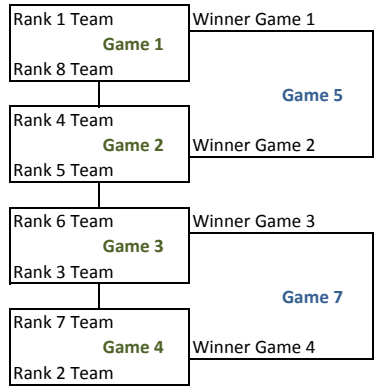 Rank 1 Team
Winner Game 1
Game 1
Rank 8 Team
Game 5
Rank 4 Team
Game 2
Winner Game 2
Rank 5 Team
Rank 6 Team
Winner Game 3
Game 3
Rank 3 Team
Game 7
Rank 7 Team
Game 4
Winner Game 4
Rank 2 Team